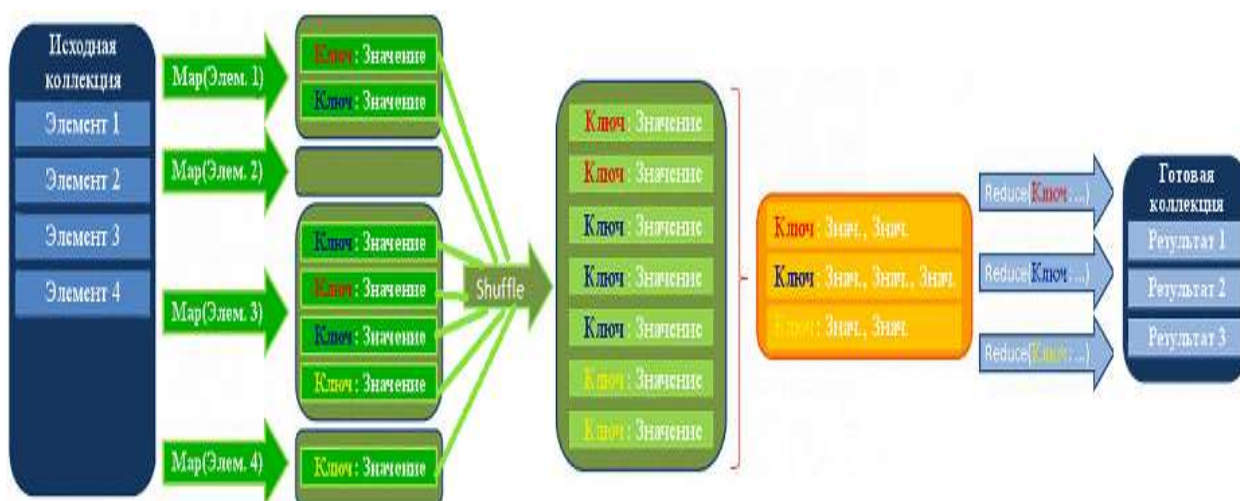 Исходная
коллекция
Элемент 1
Элемент 2
Элемент 3
Элемент 4
Map(Элем. 1)
Map(Элем. 2)
Map(Элем. 3)
Map(Элем. 4)
Ключ: Значение
Ключ: Значение
Ключ: Значение
Ключ: Значение
Ключ: Значение
Ключ: Значение
Ключ: Значение
Shuffle
Ключ: Значение
Ключ: Значение
Ключ: Значение
Ключ: Значение
Ключ: Значение
Ключ: Значение
Ключ: Значение
Ключ: Знач., Знач.
Ключ: Знач., Знач., Знач.
Ключ: Знач., Знач.
Reduce(Ключ: ...)
Reduce(Ключ: ...)
Reduce(Ключ: ...)
Готовая
коллекция
Результат 1
Результат 2
Результат 3